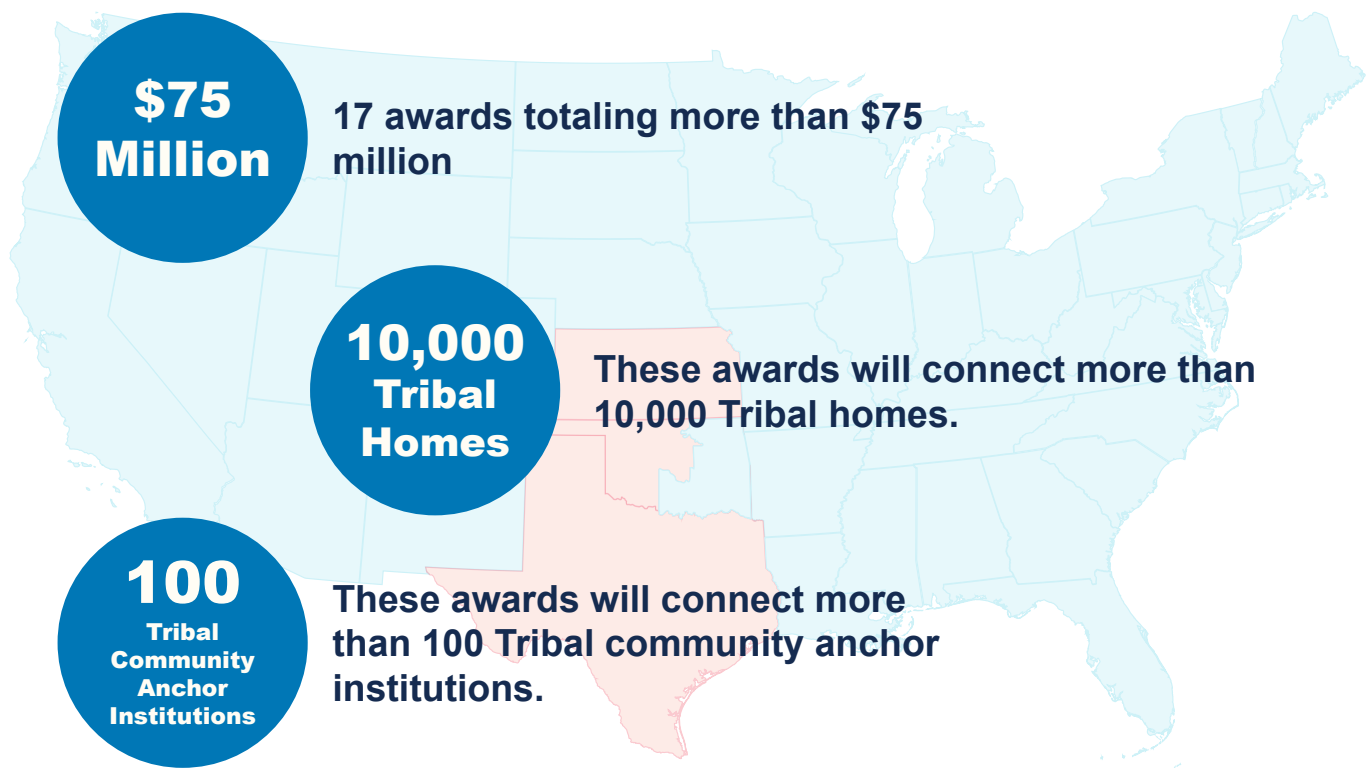 $75
Million
17 awards totaling more than $75
million
10,000
Tribal
Homes
These awards will connect more than
10,000 Tribal homes.
100
Tribal
Community
Anchor
Institutions
These awards will connect more
than 100 Tribal community anchor
institutions.